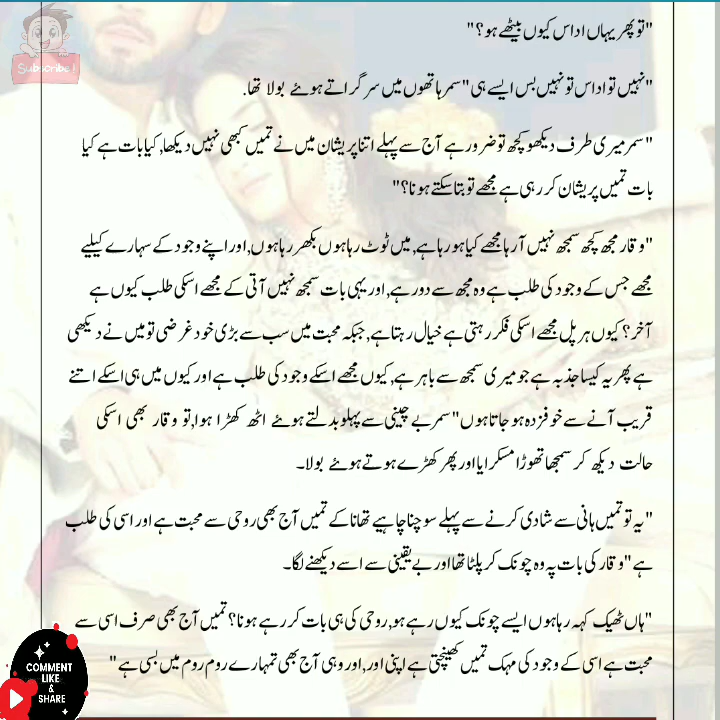 Subscribe!
"تو پھر یہاں اداس کیوں بیٹھے ہو؟"
"نہیں تو اداس تو نہیں بس ایسے ہی" سمر ہاتھوں میں سر گراتے ہوئے بولا تھا.
"سمر میری طرف دیکھو کچھ تو ضرور ہے آج سے پہلے اتنا پریشان میں نے تمیں کبھی نہیں دیکھا, کیا بات ہے کیا
بات تمیں پریشان کر رہی ہے مجھے تو بتا سکتے ہو نا؟"
"وقار مجھ کچھ سمجھ نہیں آ رہا مجھے کیا ہو رہا ہے, میں ٹوٹ رہا ہوں بکھر رہا ہوں, اور اپنے وجود کے سہارے کیلیے
مجھے جس کے وجود کی طلب ہے وہ مجھ سے دور ہے, اور یہی بات سمجھ نہیں آتی کے مجھے اسکی طلب کیوں ہے
آخر؟ کیوں ہر پل مجھے اسکی فکر رہتی ہے خیال رہتا ہے, جبکہ محبت میں سب سے بڑی خود غرضی تو میں نے دیکھی
ہے پھر یہ کیسا جذبہ ہے جو میری سمجھ سے باہر ہے, کیوں مجھے اسکے وجود کی طلب ہے اور کیوں میں ہی اسکے اتنے
قریب آنے سے خوفزدہ ہو جاتا ہوں" سمر بے چینی سے پہلو بدلتے ہوئے اٹھ کھڑا ہوا, تو وقار بھی اسکی
حالت دیکھ کر سمجھا تھوڑا مسکرایا اور پھر کھڑے ہوتے ہوئے بولا۔
"یہ تو تمیں ہانی سے شادی کرنے سے پہلے سوچنا چاہیے تھا نا کے تمیں آج بھی روحی سے محبت ہے اور اسی کی طلب
ہے" وقار کی بات پہ وہ چونک کر پلٹا تھا اور بے یقینی سے اسے دیکھنے لگا۔
"ہاں ٹھیک کہہ رہا ہوں ایسے چونک کیوں رہے ہو, روحی کی ہی بات کر رہے ہو نا؟ تمیں آج بھی صرف اسی سے
محبت ہے اسی کے وجود کی مہک تمیں کھینچتی ہے اپنی اور, اور وہی آج بھی تمہارے روم روم میں بسی ہے"
COMMENT
LIKE
&
SHARE